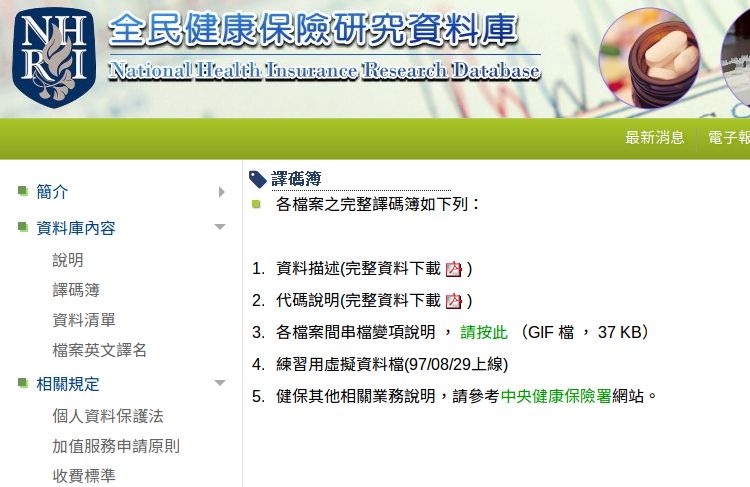 NH
RI
全民健康保險研究資料庫
National Health Insurance Research Database
最新消息
電子報
簡介
資料庫內容
說明
譯碼簿
資料清單
檔案英文譯名
相關規定
個人資料保護法
加值服務申請原則
收費標準
譯碼簿
各檔案之完整譯碼簿如下列：
1. 資料描述(完整資料下載 )
2. 代碼說明(完整資料下載 )
3. 各檔案間串檔變項說明 ， 請按此 （GIF 檔 ， 37 KB）
4. 練習用虛擬資料檔(97/08/29上線)
5. 健保其他相關業務說明，請參考中央健康保險署網站。